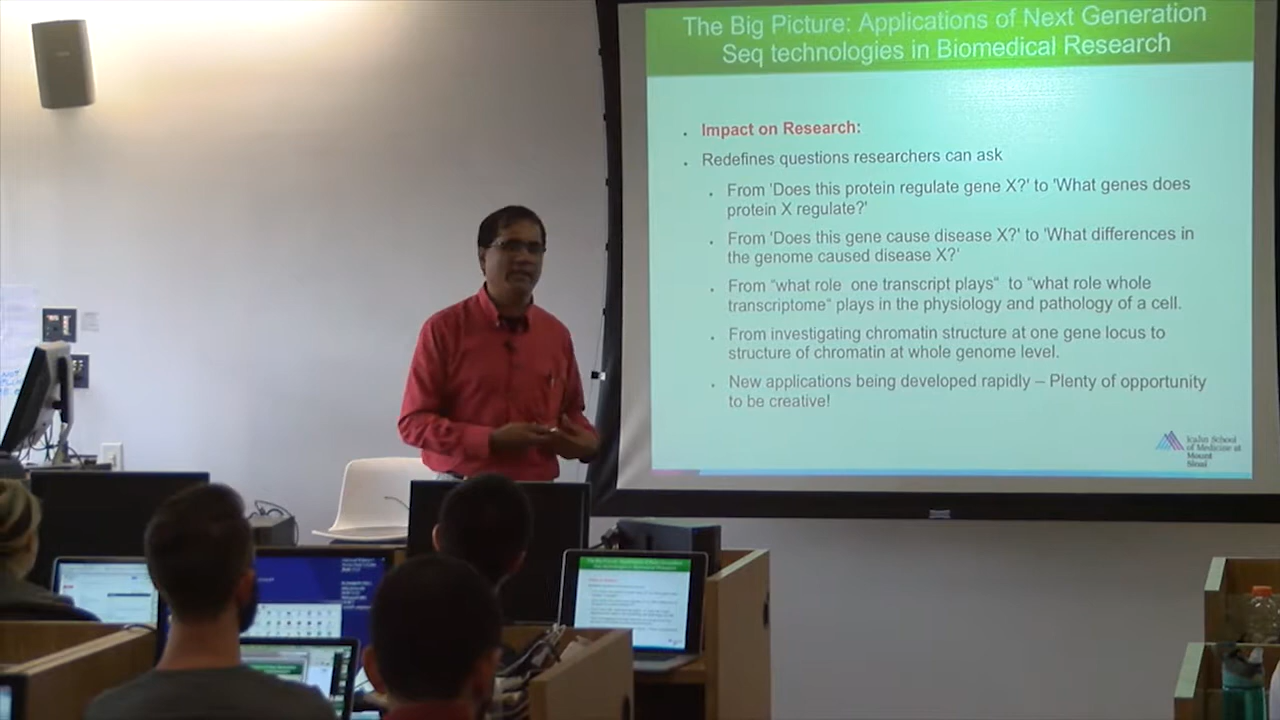 The Big Picture: Applications of Next Generation
Seq technologies in Biomedical Research
Impact on Research:
Redefines questions researchers can ask
From 'Does this protein regulate gene X?' to 'What genes does
protein X regulate?'
From 'Does this gene cause disease X?' to 'What differences in
the genome caused disease X?'
From “what role one transcript plays“ to “what role whole
transcriptome“ plays in the physiology and pathology of a cell.
From investigating chromatin structure at one gene locus to
structure of chromatin at whole genome level.
New applications being developed rapidly – Plenty of opportunity
to be creative!
Icahn School
of Medicine at
Mount
Sinai